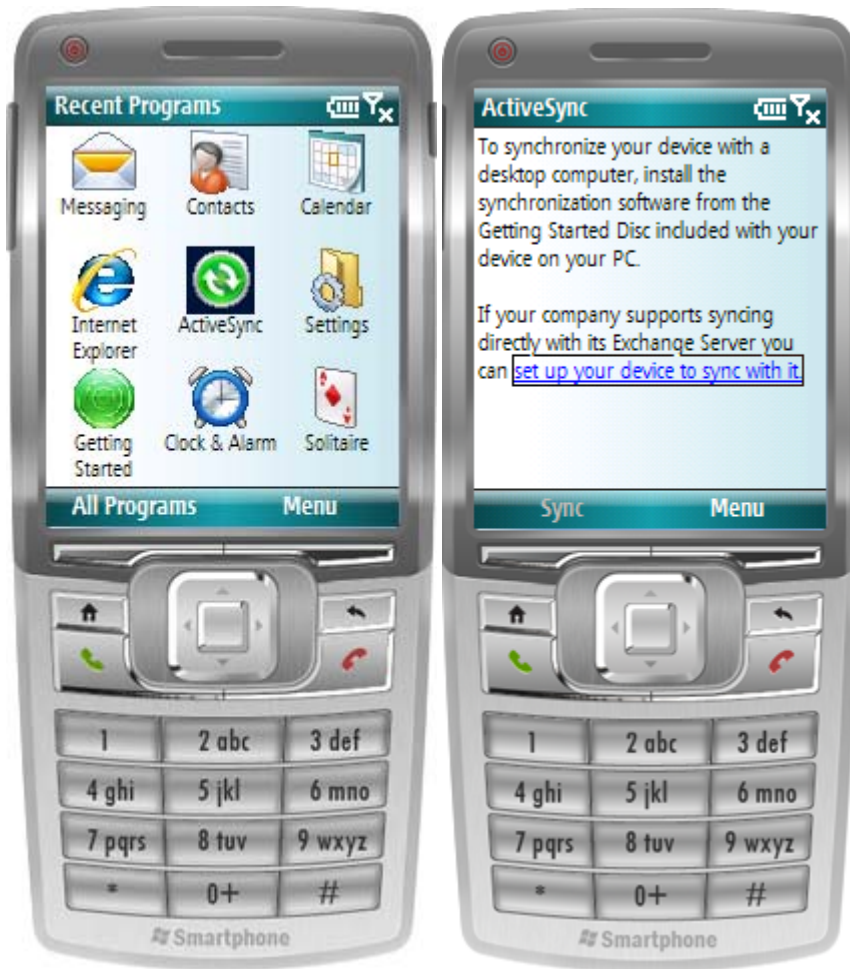 Recent Programs
Messaging
Contacts
Calendar
Internet
Explorer
ActiveSync
Settings
Getting
Started
Clock & Alarm
Solitaire
All Programs
Menu
1
2 abc
3 def
4 ghi
5 jkl
6 mno
7 pqrs
8 tuv
9 wxyz
*
0+
#
Smartphone
ActiveSync
To synchronize your device with a
desktop computer, install the
synchronization software from the
Getting Started Disc included with your
device on your PC.
If your company supports syncing
directly with its Exchange Server you
can set up your device to sync with it.
Sync
Menu
1
2 abc
3 def
4 ghi
5 jkl
6 mno
7 pqrs
8 tuv
9 wxyz
*
0+
#
Smartphone